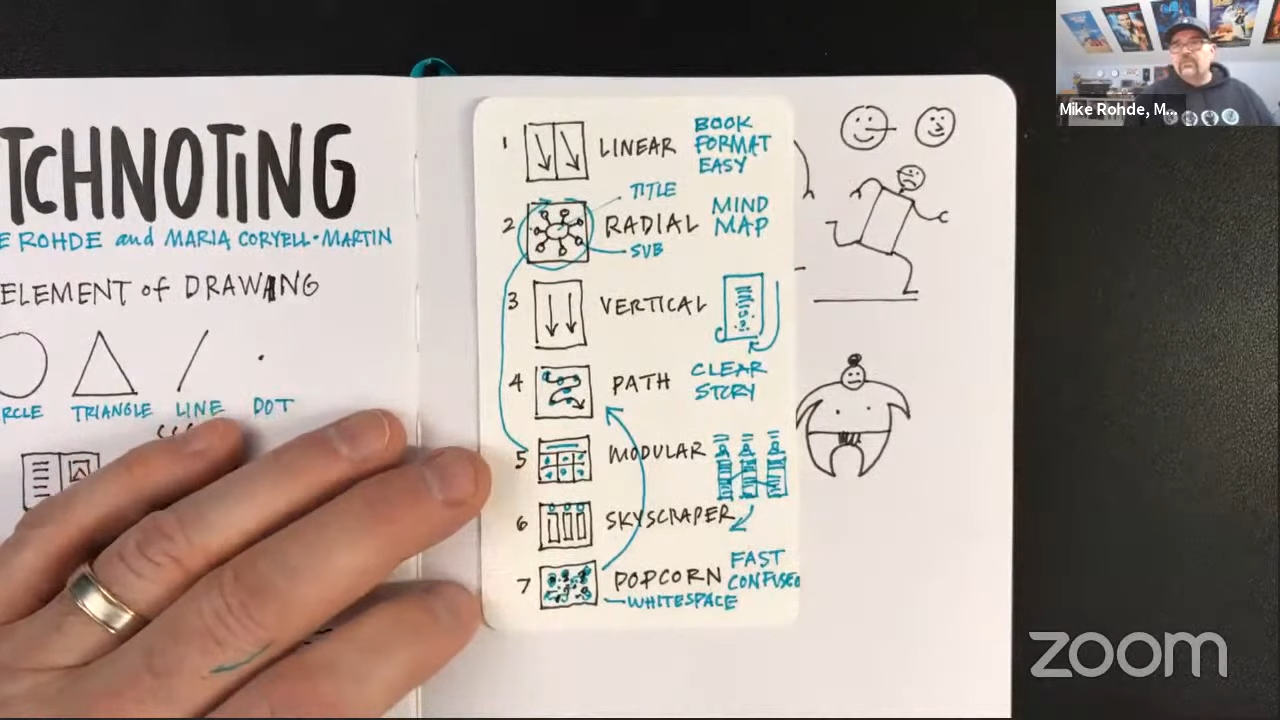 TCHNOTING
E ROHDE and MARIA CORYELL-MARTIN
ELEMENT of DRAWING
RCLE TRIANGLE LINE DOT
1 LINEAR BOOK
FORMAT
EASY
TITLE
2 RADIAL MIND
MAP
SUB
3 VERTICAL
4 PATH CLEAR
STORY
5 MODULAR
6 SKYSCRAPER
7 POPCORN FAST
CONFUSED
WHITESPACE
Mike Rohde, M...
zoom